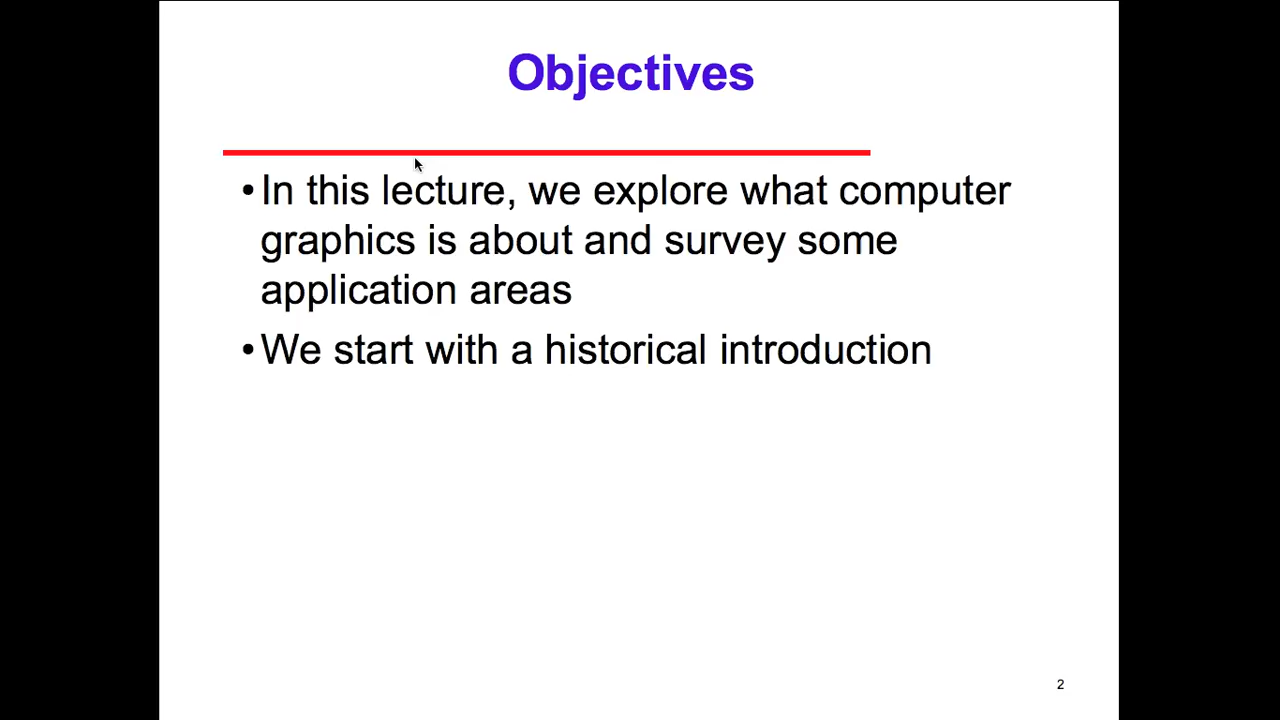 Objectives
•In this lecture, we explore what computer
graphics is about and survey some
application areas
•We start with a historical introduction
2